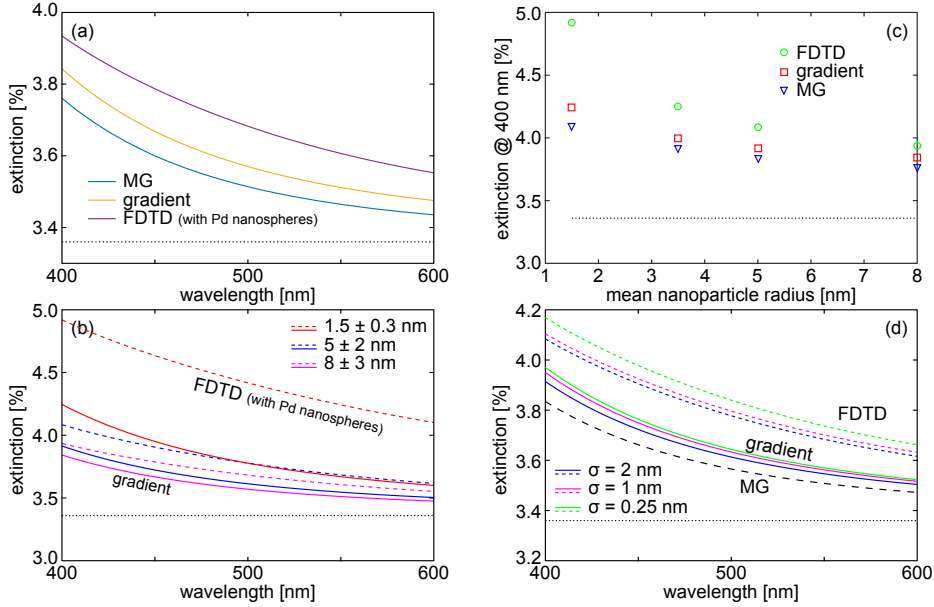 (a)
4.0
3.8
3.6
3.4
extinction [%]
MG
gradient
FDTD (with Pd nanospheres)
400
500
600
wavelength [nm]
(c)
5.0
4.5
4.0
3.5
3.0
extinction @ 400 nm [%]
FDTD
gradient
MG
1 2 3 4 5 6 7 8
mean nanoparticle radius [nm]
(b)
5.0
4.5
4.0
3.5
3.0
extinction [%]
1.5 ± 0.3 nm
5 ± 2 nm
8 ± 3 nm
FDTD (with Pd nanospheres)
gradient
400
500
600
wavelength [nm]
(d)
4.2
4.0
3.8
3.6
3.4
3.2
extinction [%]
FDTD
gradient
MG
σ = 2 nm
σ = 1 nm
σ = 0.25 nm
400
500
600
wavelength [nm]